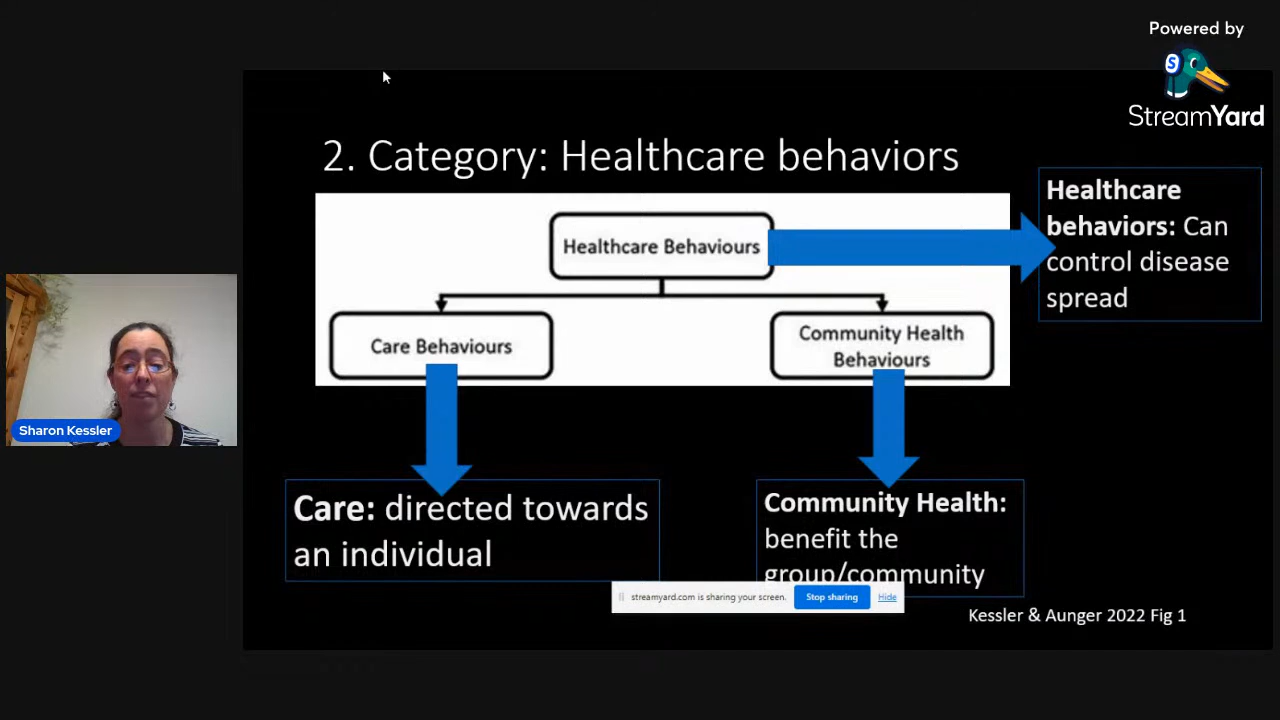 Powered by
StreamYard
2. Category: Healthcare behaviors
Healthcare Behaviours
Care Behaviours
Community Health
Behaviours
Healthcare
behaviors: Can
control disease
spread
Sharon Kessler
Care: directed towards
an individual
Community Health:
benefit the
group/community
streamyard.com is sharing your screen.
Stop sharing
Hide
Kessler & Aunger 2022 Fig 1